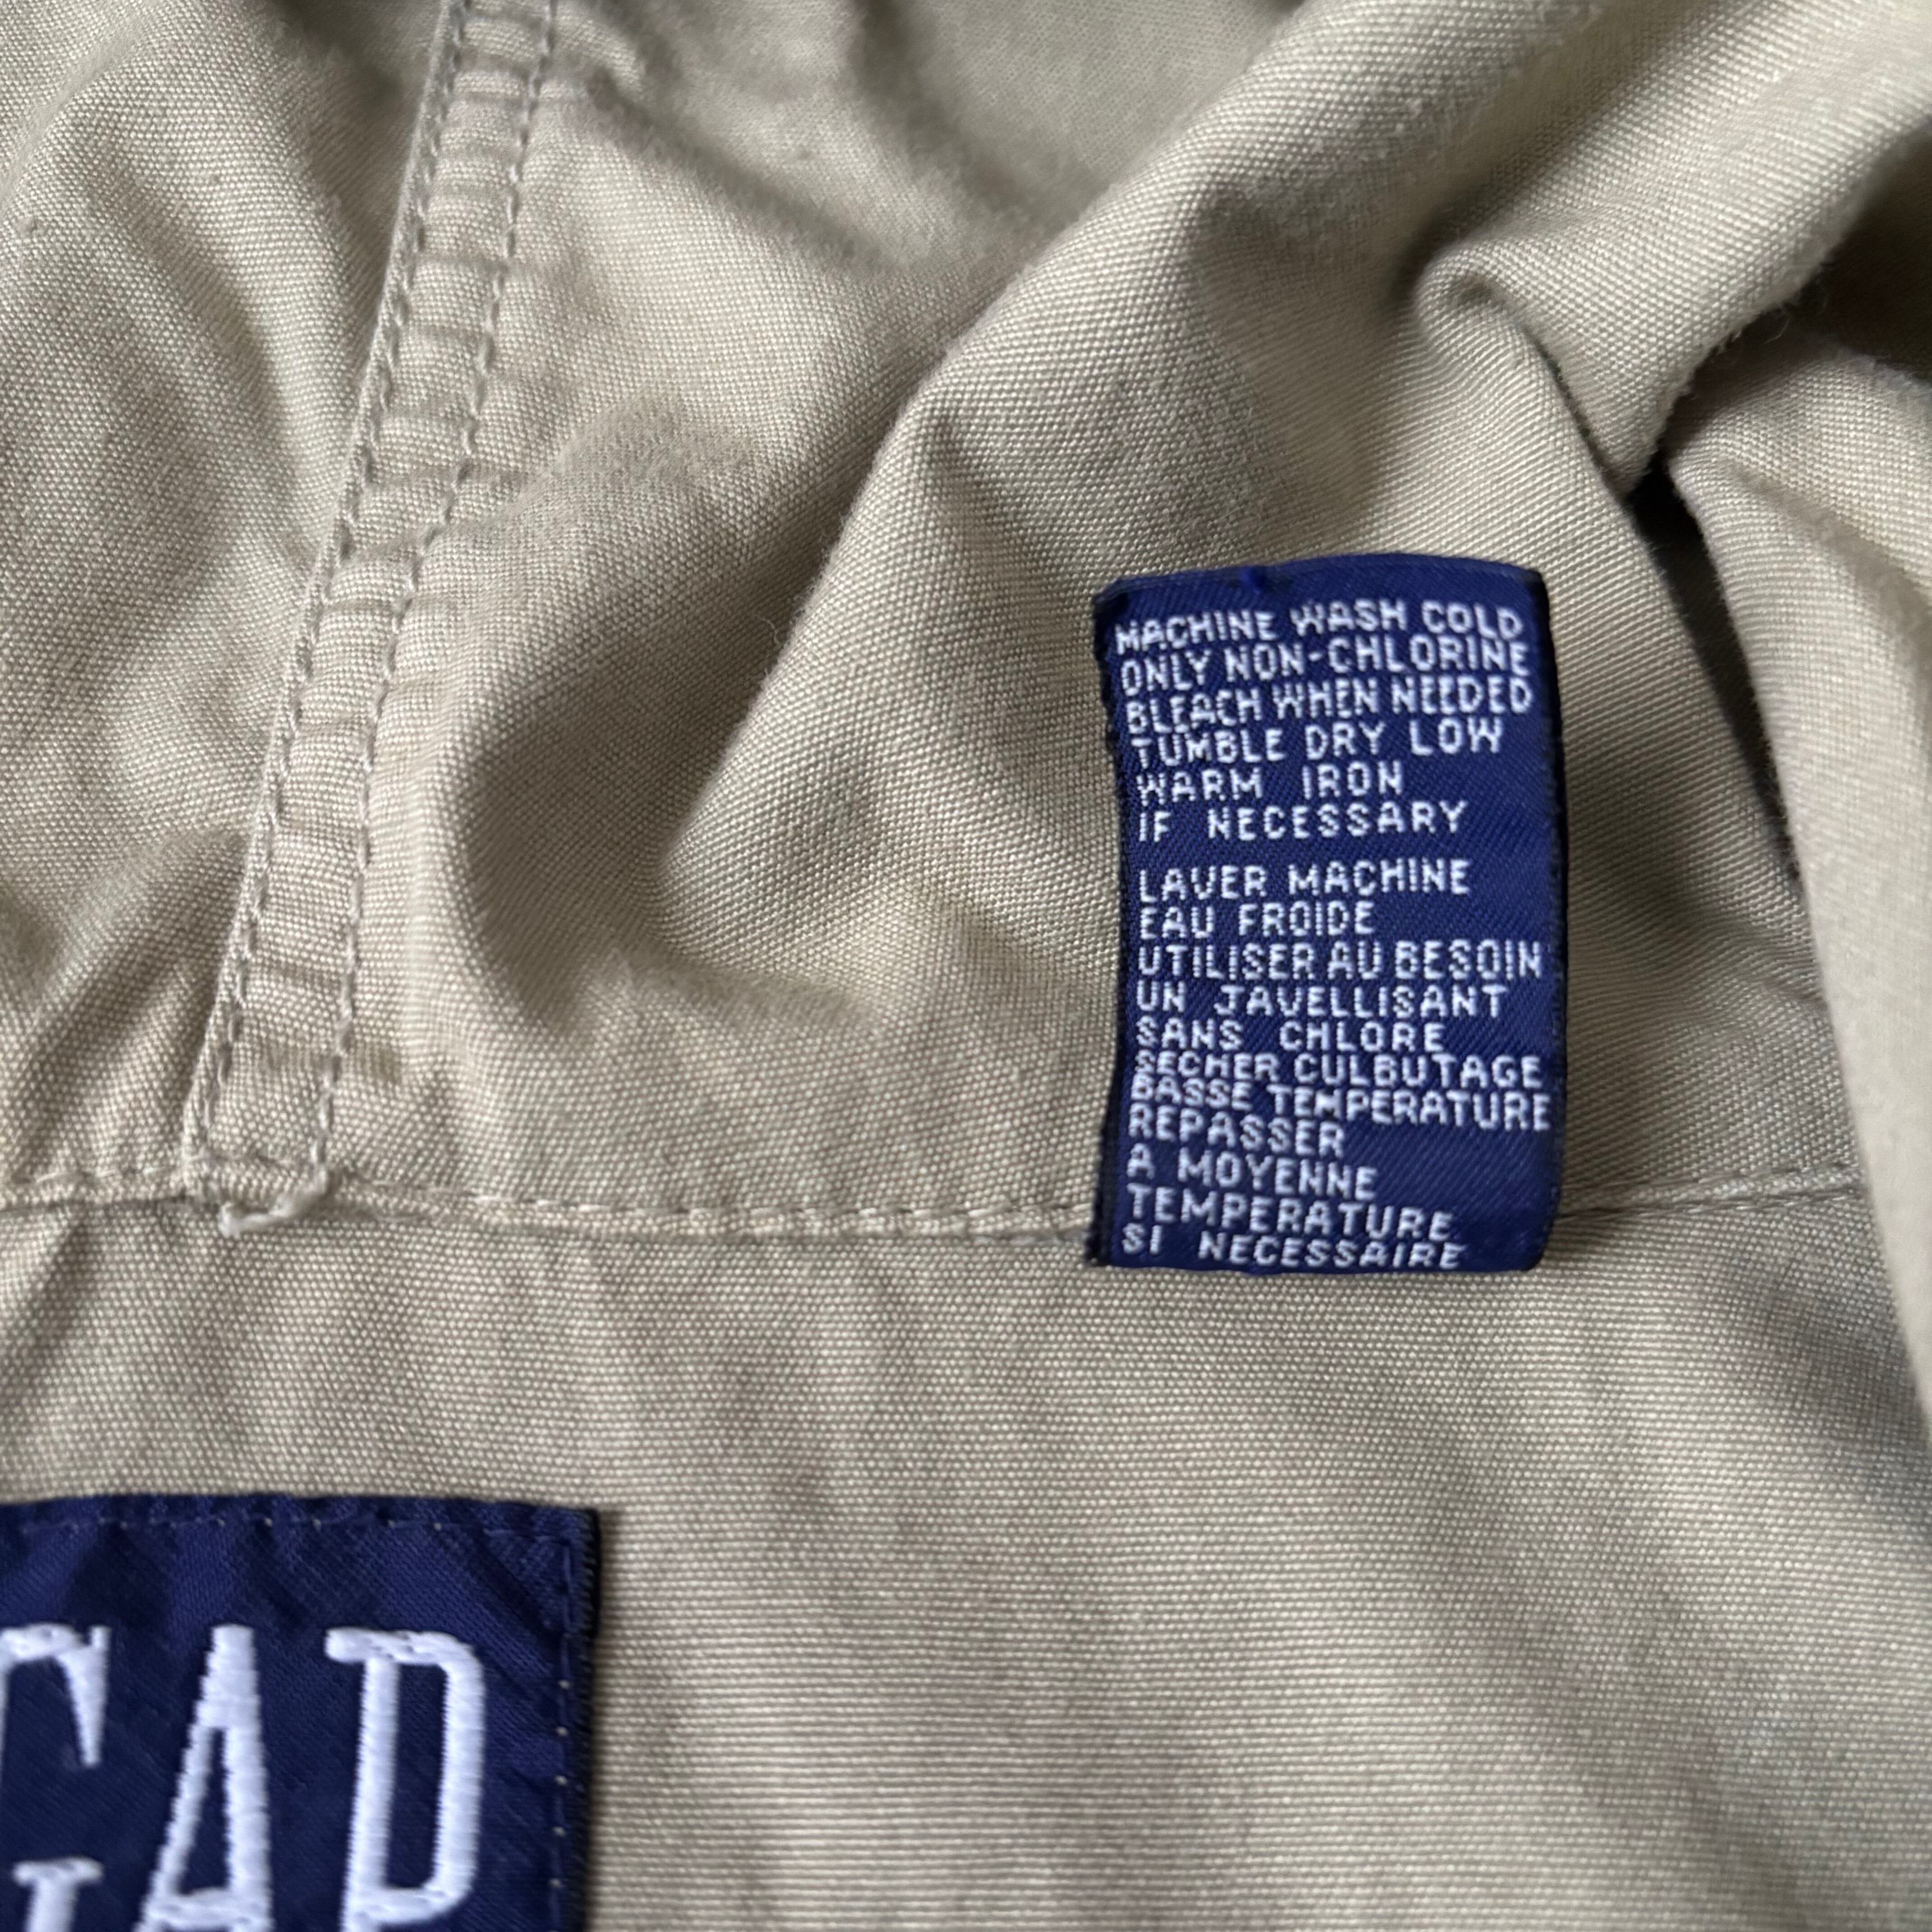 MACHINE WASH COLD
ONLY NON-CHLORINE
BLEACH WHEN NEEDED
TUMBLE DRY LOW
WARM IRON
IF NECESSARY
LAVER MACHINE
EAU FROIDE
UTILISER AU BESOIN
UN JAVELLISANT
SANS CHLORE
SECHER CULBUTAGE
BASSE TEMPERATURE
REPASSER
A MOYENNE
TEMPERATURE
SI NECESSAIRE
GAP